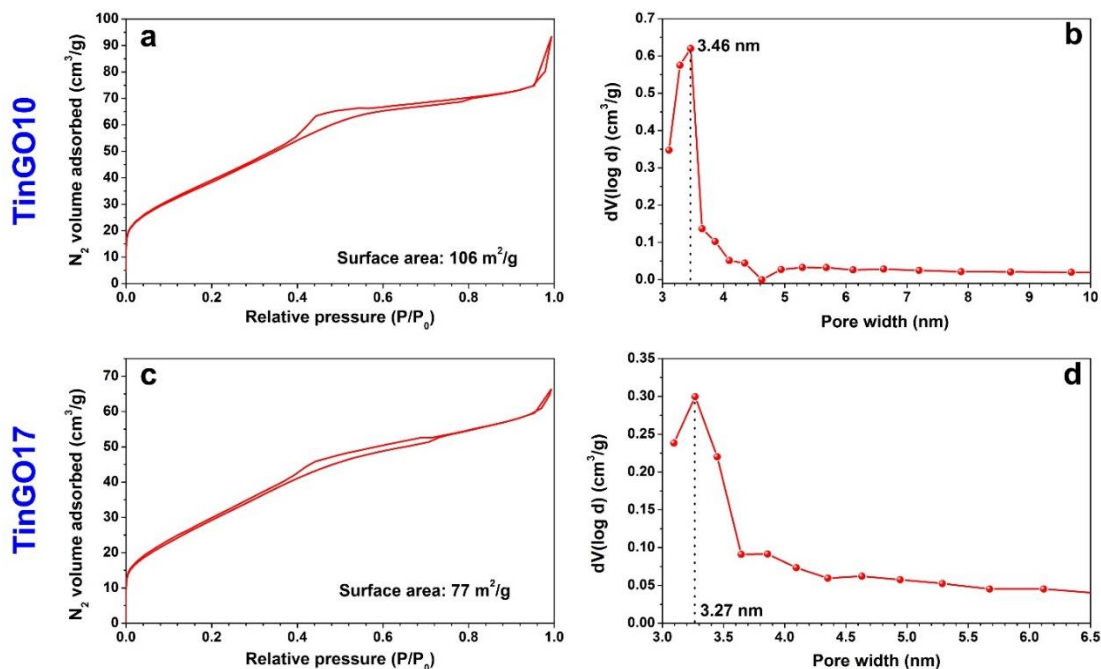 TinGO10
a
N₂ volume adsorbed (cm³/g)
100
90
80
70
60
50
40
30
20
10
0
Surface area: 106 m²/g
0.0 0.2 0.4 0.6 0.8 1.0
Relative pressure (P/P₀)
b
3.46 nm
dV(log d) (cm³/g)
0.7
0.6
0.5
0.4
0.3
0.2
0.1
0.0
3 4 5 6 7 8 9 10
Pore width (nm)
TinGO17
c
N₂ volume adsorbed (cm³/g)
70
60
50
40
30
20
10
0
Surface area: 77 m²/g
0.0 0.2 0.4 0.6 0.8 1.0
Relative pressure (P/P₀)
d
dV(log d) (cm³/g)
0.35
0.30
0.25
0.20
0.15
0.10
0.05
0.00
3.27 nm
3.0 3.5 4.0 4.5 5.0 5.5 6.0 6.5
Pore width (nm)